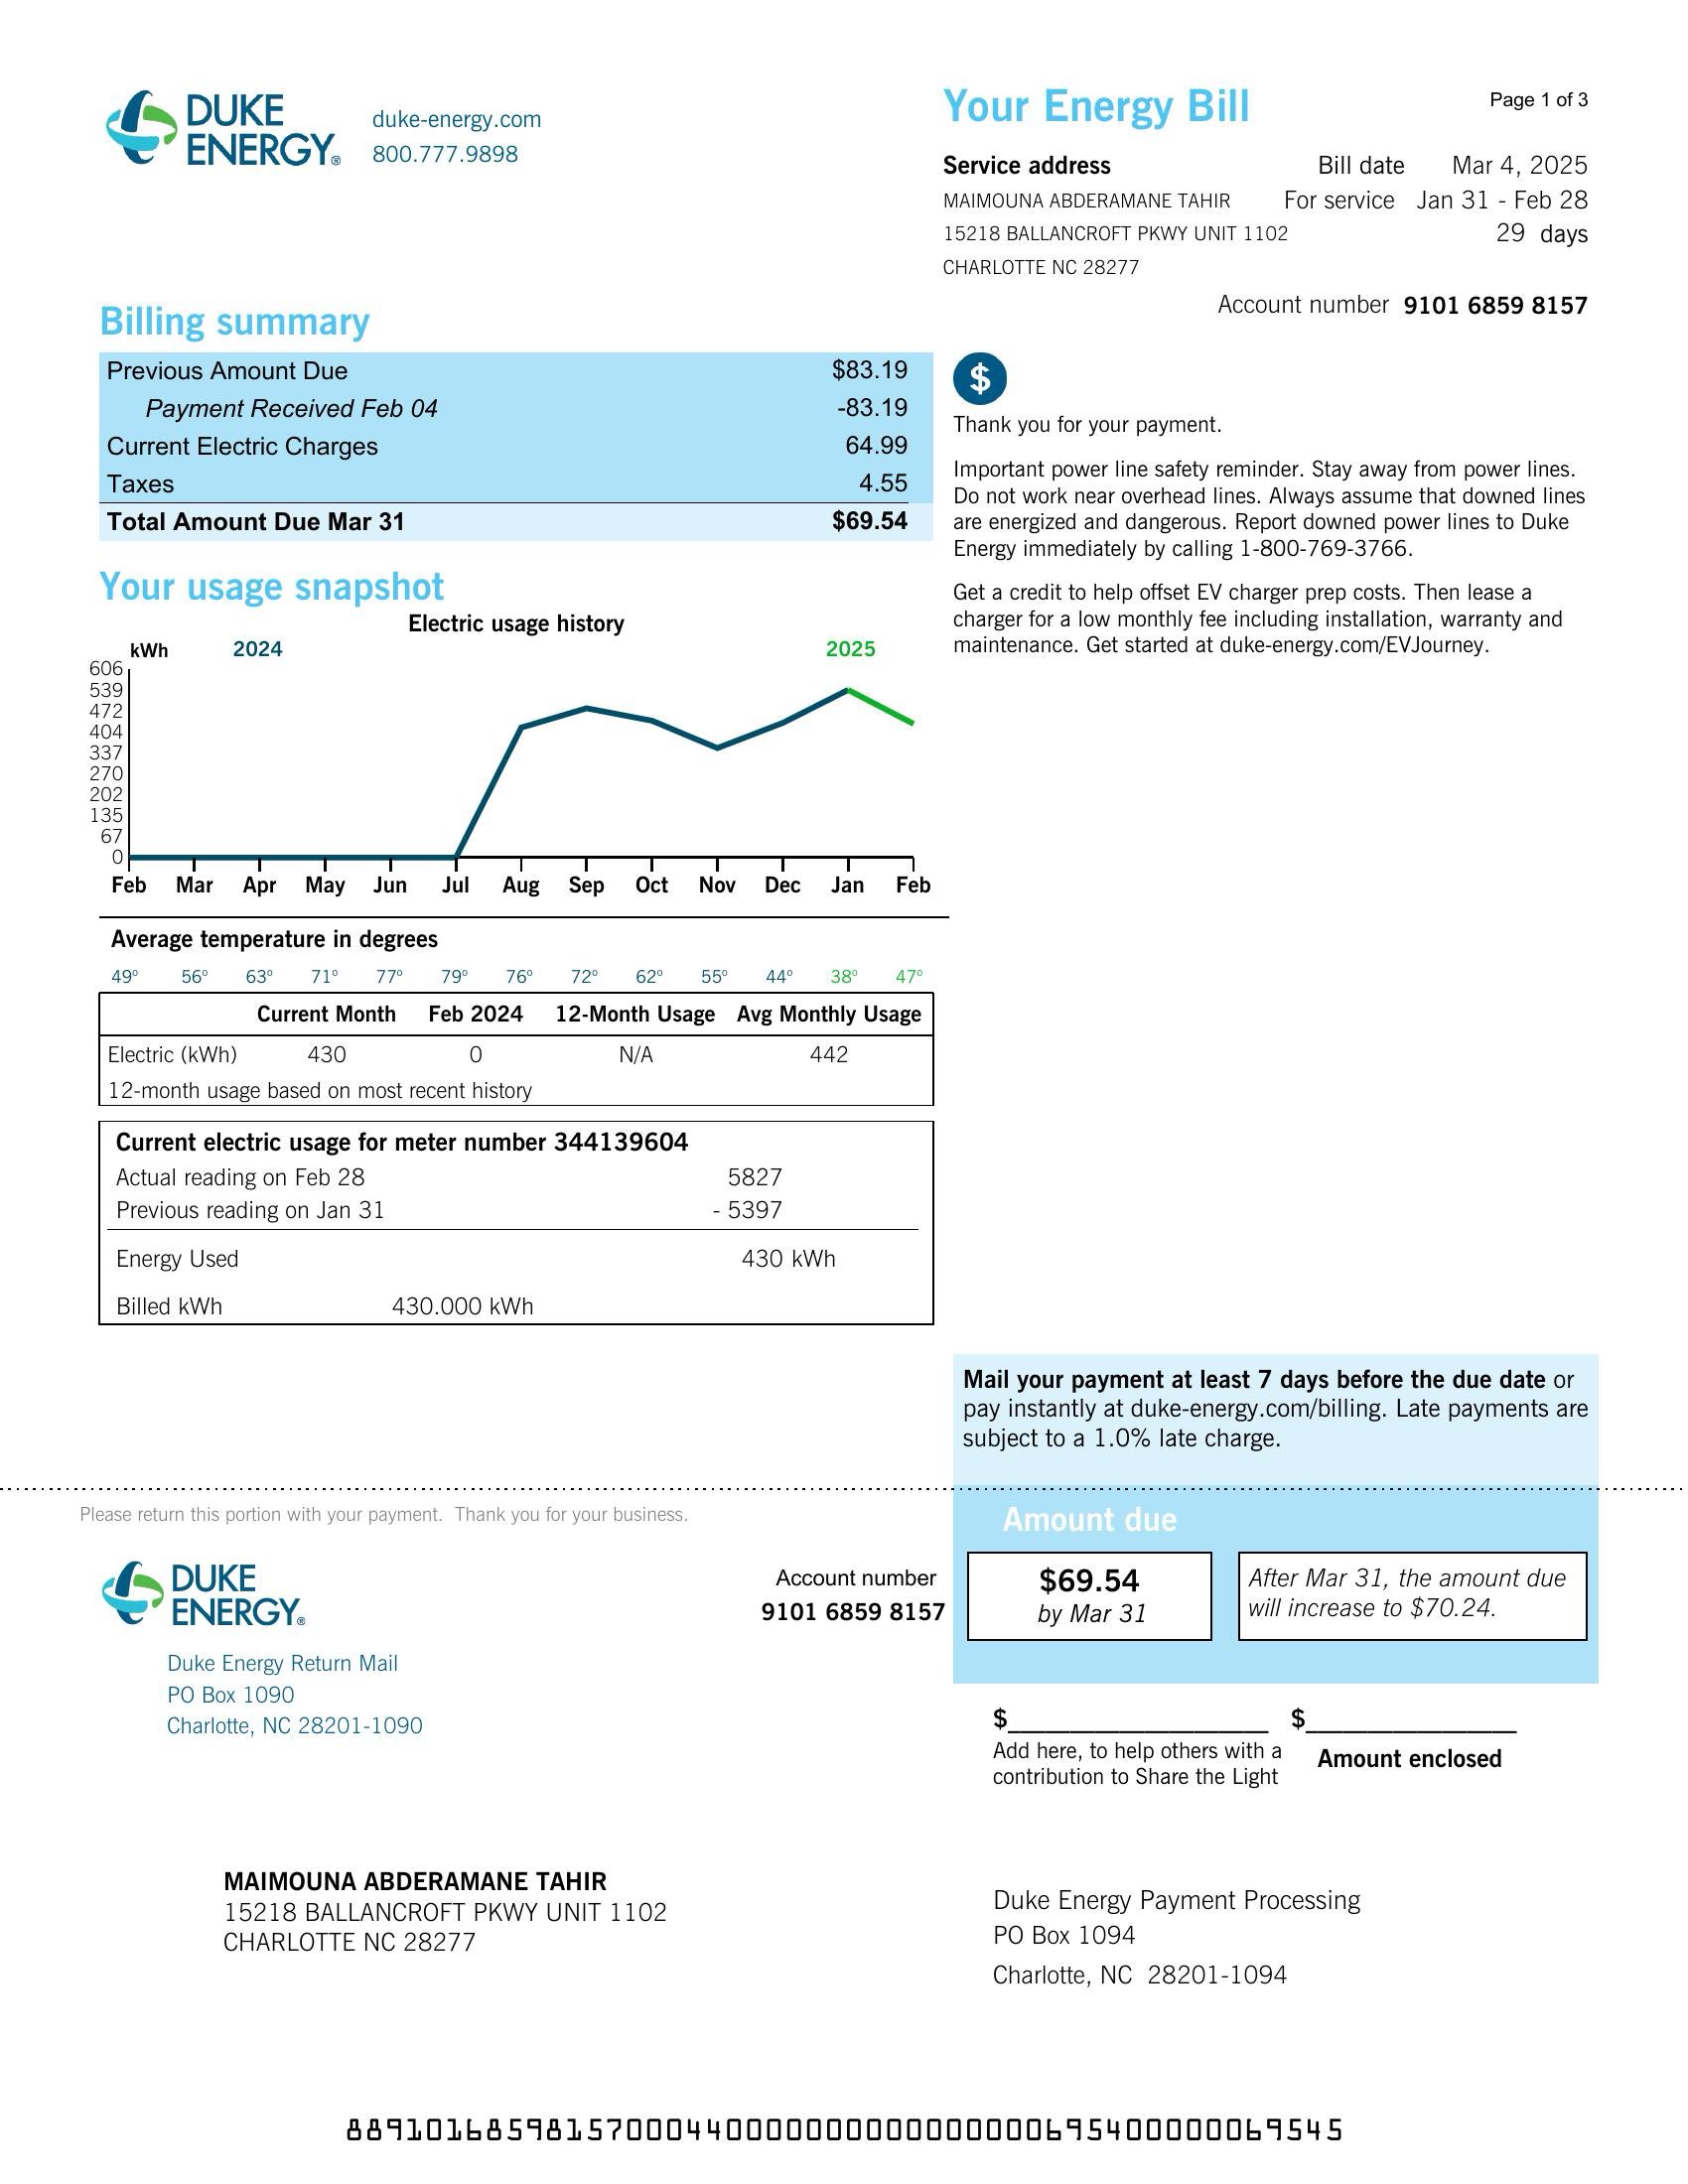 DUKE
ENERGY®
duke-energy.com
800.777.9898
Your Energy Bill
Page 1 of 3
Service address
Bill date Mar 4, 2025
MAIMOUNA ABDERAMANE TAHIR
For service Jan 31 - Feb 28
15218 BALLANCROFT PKWY UNIT 1102
29 days
CHARLOTTE NC 28277
Account number 9101 6859 8157
Billing summary
Previous Amount Due $83.19
Payment Received Feb 04 -83.19
Current Electric Charges 64.99
Taxes 4.55
Total Amount Due Mar 31 $69.54
$
Thank you for your payment.
Important power line safety reminder. Stay away from power lines.
Do not work near overhead lines. Always assume that downed lines
are energized and dangerous. Report downed power lines to Duke
Energy immediately by calling 1-800-769-3766.
Get a credit to help offset EV charger prep costs. Then lease a
charger for a low monthly fee including installation, warranty and
maintenance. Get started at duke-energy.com/EVJourney.
Your usage snapshot
Electric usage history
kWh 2024 2025
606
539
472
404
337
270
202
135
67
0
Feb Mar Apr May Jun Jul Aug Sep Oct Nov Dec Jan Feb
Average temperature in degrees
49° 56° 63° 71° 77° 79° 76° 72° 62° 55° 44° 38° 47°
Current Month Feb 2024 12-Month Usage Avg Monthly Usage
Electric (kWh) 430 0 N/A 442
12-month usage based on most recent history
Current electric usage for meter number 344139604
Actual reading on Feb 28 5827
Previous reading on Jan 31 - 5397
Energy Used 430 kWh
Billed kWh 430.000 kWh
Mail your payment at least 7 days before the due date or
pay instantly at duke-energy.com/billing. Late payments are
subject to a 1.0% late charge.
Please return this portion with your payment. Thank you for your business.
DUKE
ENERGY®
Account number
9101 6859 8157
Amount due
$69.54
by Mar 31
After Mar 31, the amount due
will increase to $70.24.
Duke Energy Return Mail
PO Box 1090
Charlotte, NC 28201-1090
$ $
Add here, to help others with a
contribution to Share the Light
Amount enclosed
MAIMOUNA ABDERAMANE TAHIR
15218 BALLANCROFT PKWY UNIT 1102
CHARLOTTE NC 28277
Duke Energy Payment Processing
PO Box 1094
Charlotte, NC 28201-1094
88910168598157000440000000000000000695400000069545